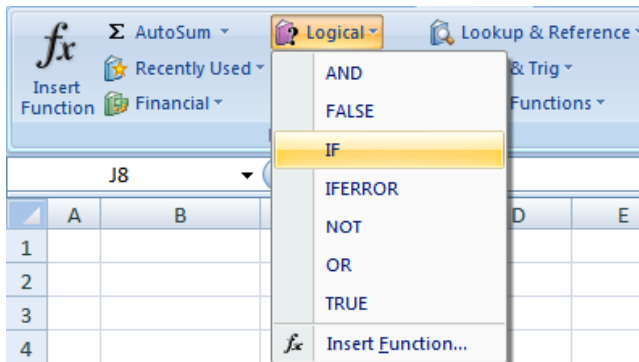 fx
Insert
Function
Σ AutoSum
Recently Used
Financial
Logical
Lookup & Reference
& Trig
Functions
AND
FALSE
IF
IFERROR
NOT
OR
TRUE
fx Insert Function...
J8
A B D E
1
2
3
4